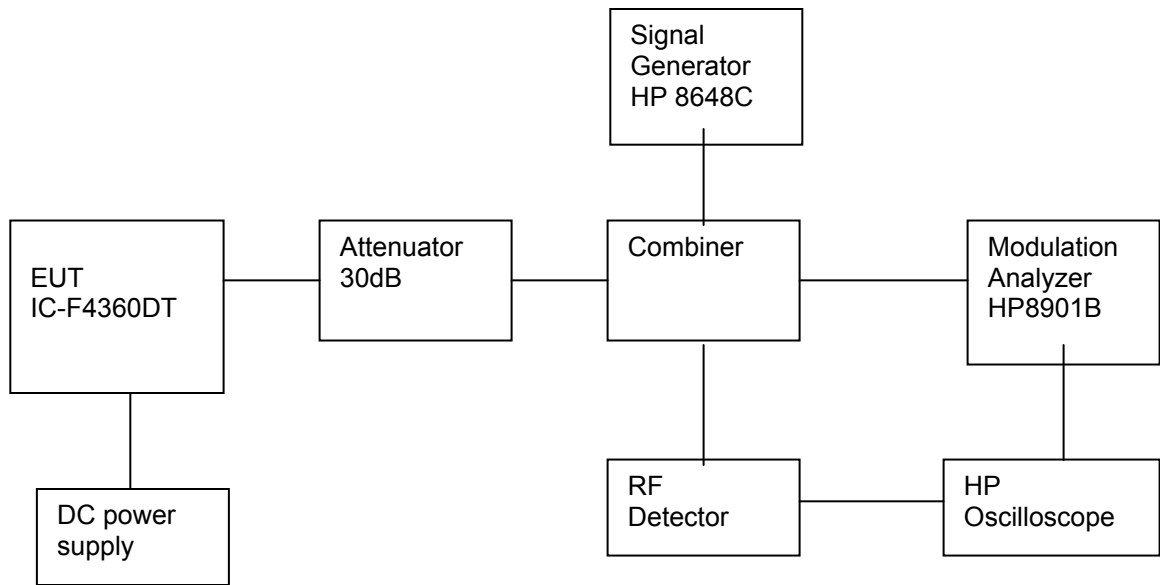 Signal
Generator
HP 8648C
EUT
IC-F4360DT
Attenuator
30dB
Combiner
Modulation
Analyzer
HP8901B
DC power
supply
RF
Detector
HP
Oscilloscope